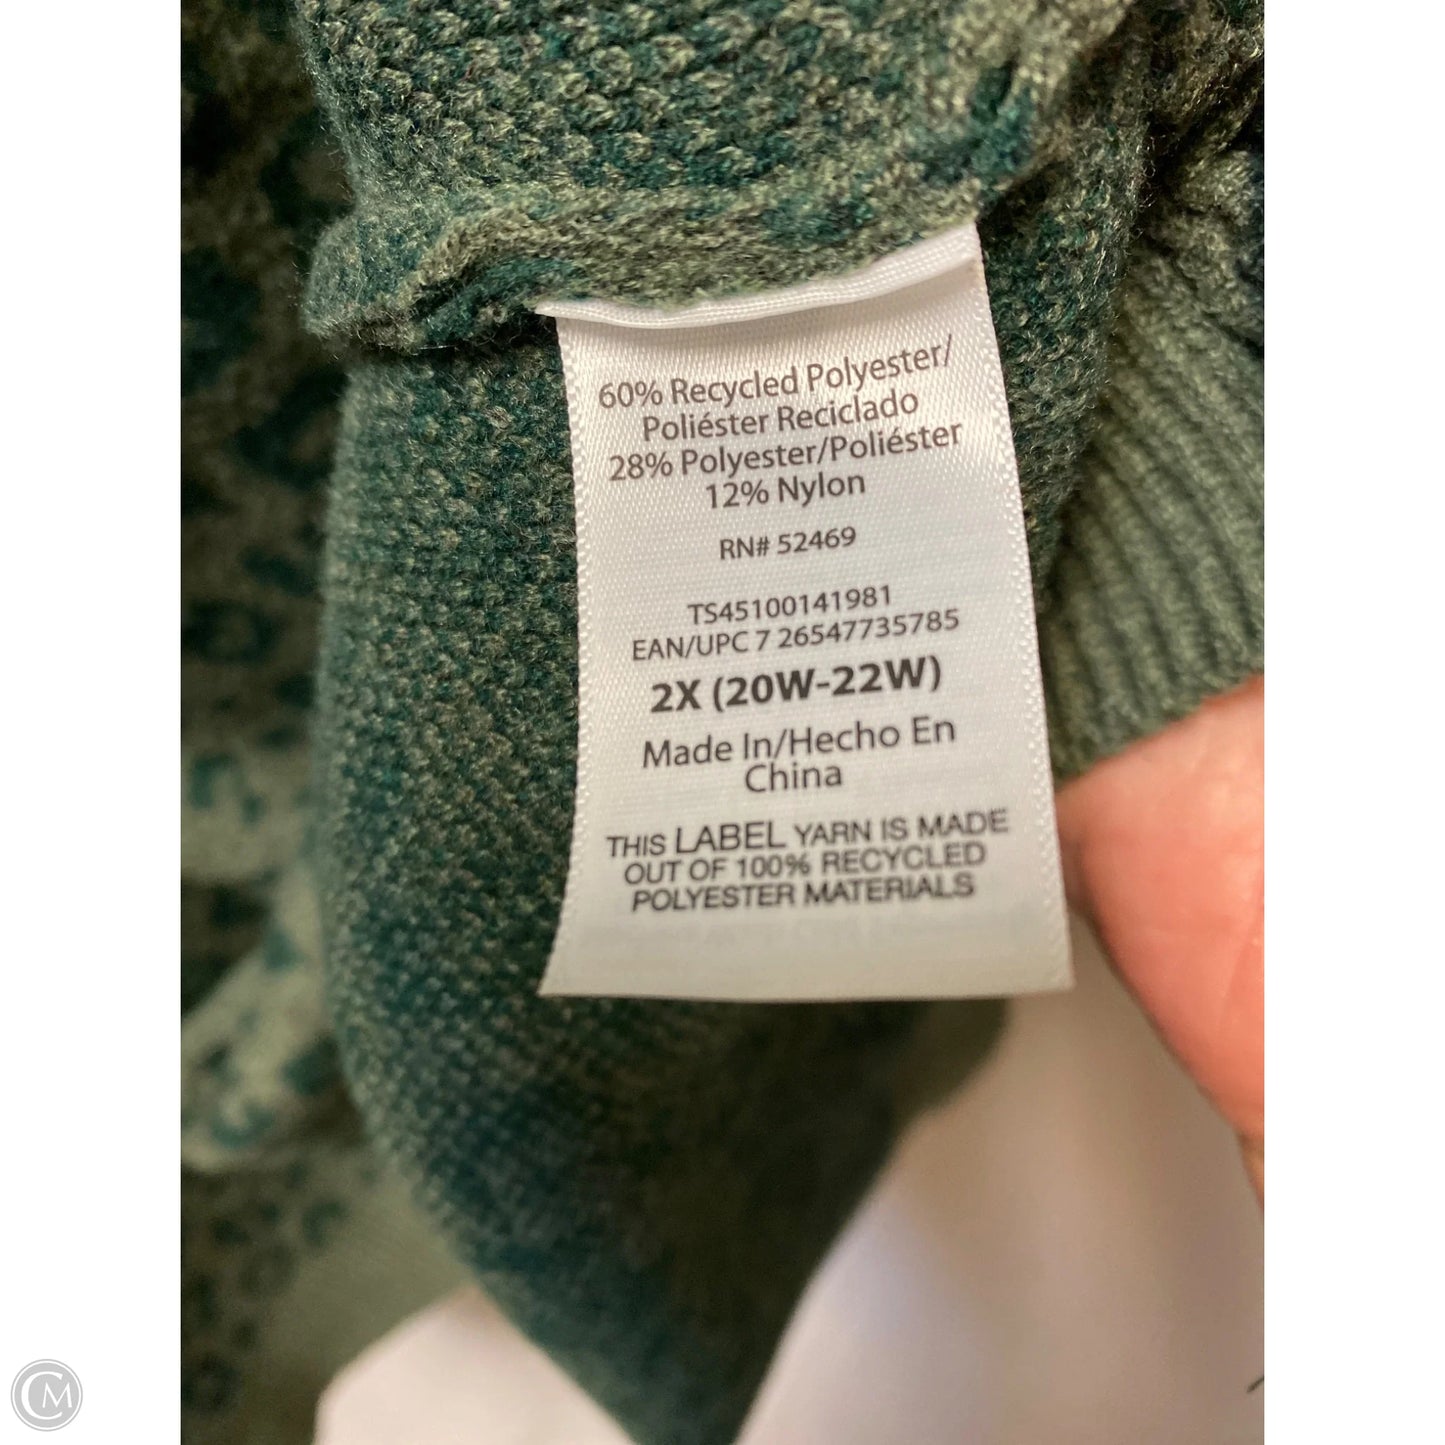 60% Recycled Polyester/
Poliéster Reciclado
28% Polyester/Poliéster
12% Nylon
RN# 52469
TS45100141981
EAN/UPC 7 26547735785
2X (20W-22W)
Made In/Hecho En
China
THIS LABEL YARN IS MADE
OUT OF 100% RECYCLED
POLYESTER MATERIALS
CM